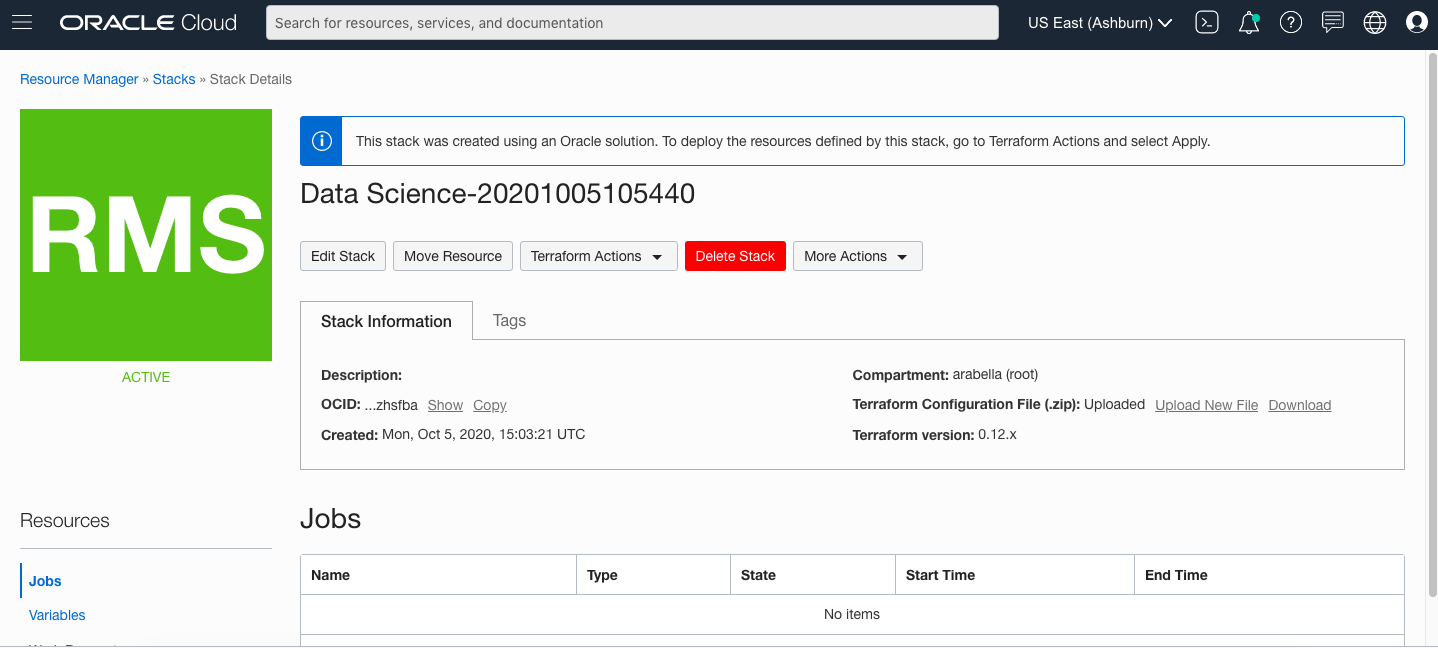 ORACLE Cloud
Search for resources, services, and documentation
US East (Ashburn)
Resource Manager » Stacks » Stack Details
RMS
ACTIVE
This stack was created using an Oracle solution. To deploy the resources defined by this stack, go to Terraform Actions and select Apply.
Data Science-20201005105440
Edit Stack
Move Resource
Terraform Actions
Delete Stack
More Actions
Stack Information
Tags
Description:
OCID: ...zhsfba Show Copy
Created: Mon, Oct 5, 2020, 15:03:21 UTC
Compartment: arabella (root)
Terraform Configuration File (.zip): Uploaded Upload New File Download
Terraform version: 0.12.x
Resources
Jobs
Variables
Jobs
Name Type State Start Time End Time
No items